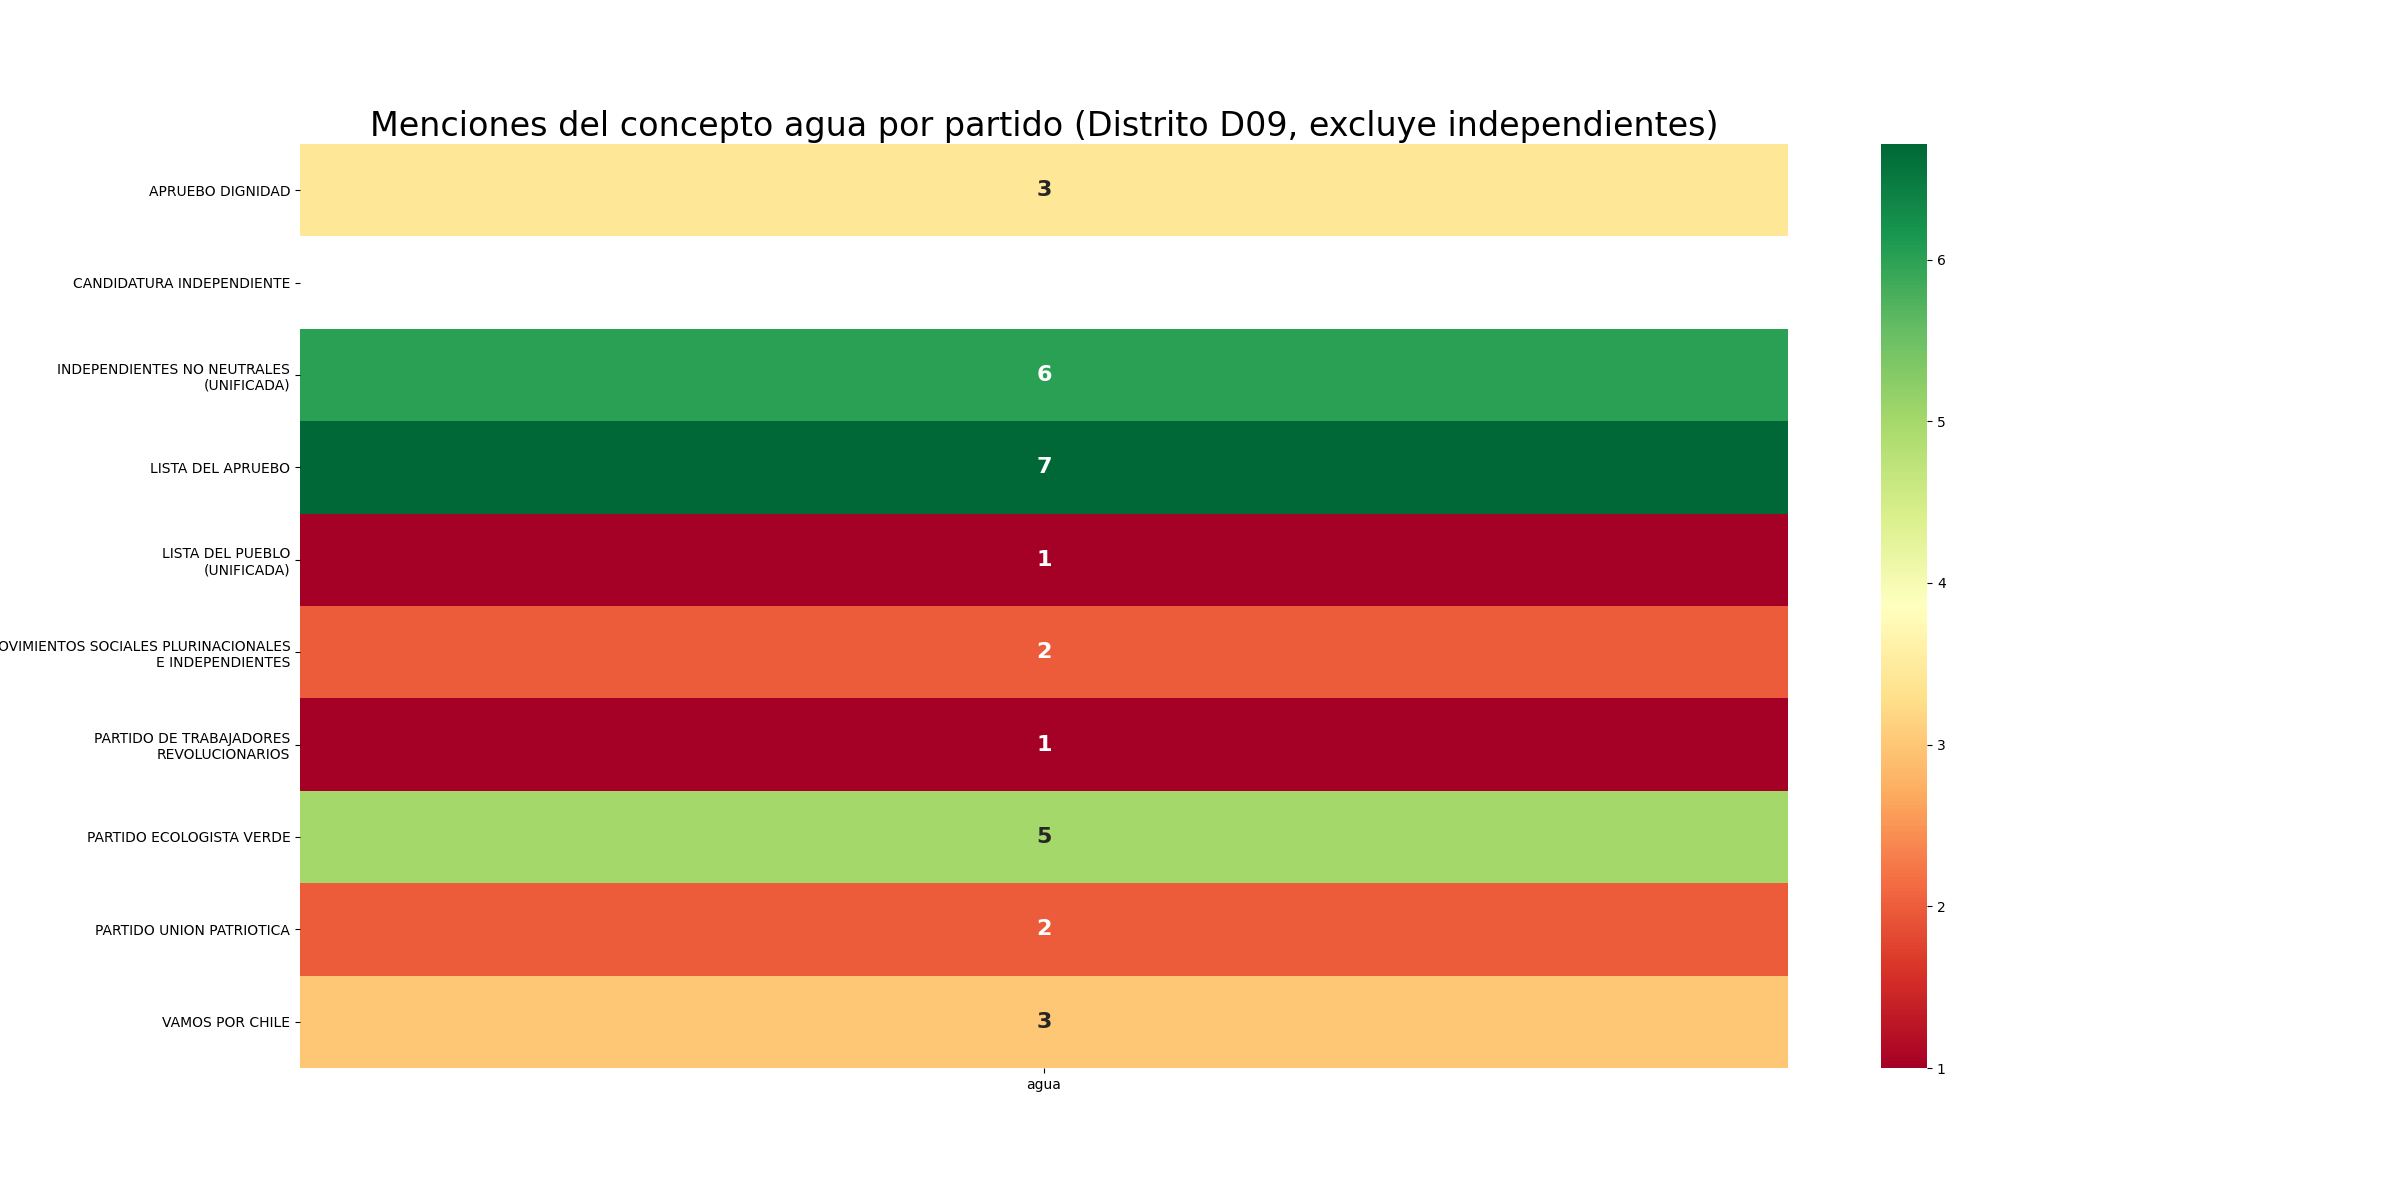 Menciones del concepto agua por partido (Distrito D09, excluye independientes)
APRUEBO DIGNIDAD
3
CANDIDATURA INDEPENDIENTE
INDEPENDIENTES NO NEUTRALES
(UNIFICADA)
6
LISTA DEL APRUEBO
7
LISTA DEL PUEBLO
(UNIFICADA)
1
OVIMIENTOS SOCIALES PLURINACIONALES
E INDEPENDIENTES
2
PARTIDO DE TRABAJADORES
REVOLUCIONARIOS
1
PARTIDO ECOLOGISTA VERDE
5
PARTIDO UNION PATRIOTICA
2
VAMOS POR CHILE
3
agua
6
5
4
3
2
1